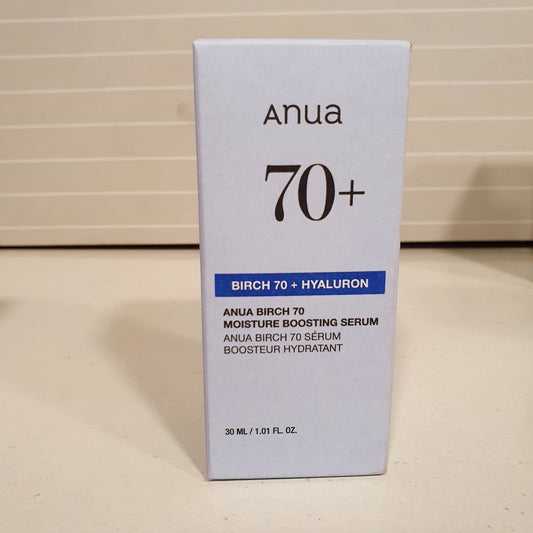 Anua
70+
BIRCH 70 + HYALURON
ANUA BIRCH 70
MOISTURE BOOSTING SERUM
ANUA BIRCH 70 SÉRUM
BOOSTEUR HYDRATANT
30 ML / 1.01 FL. OZ.